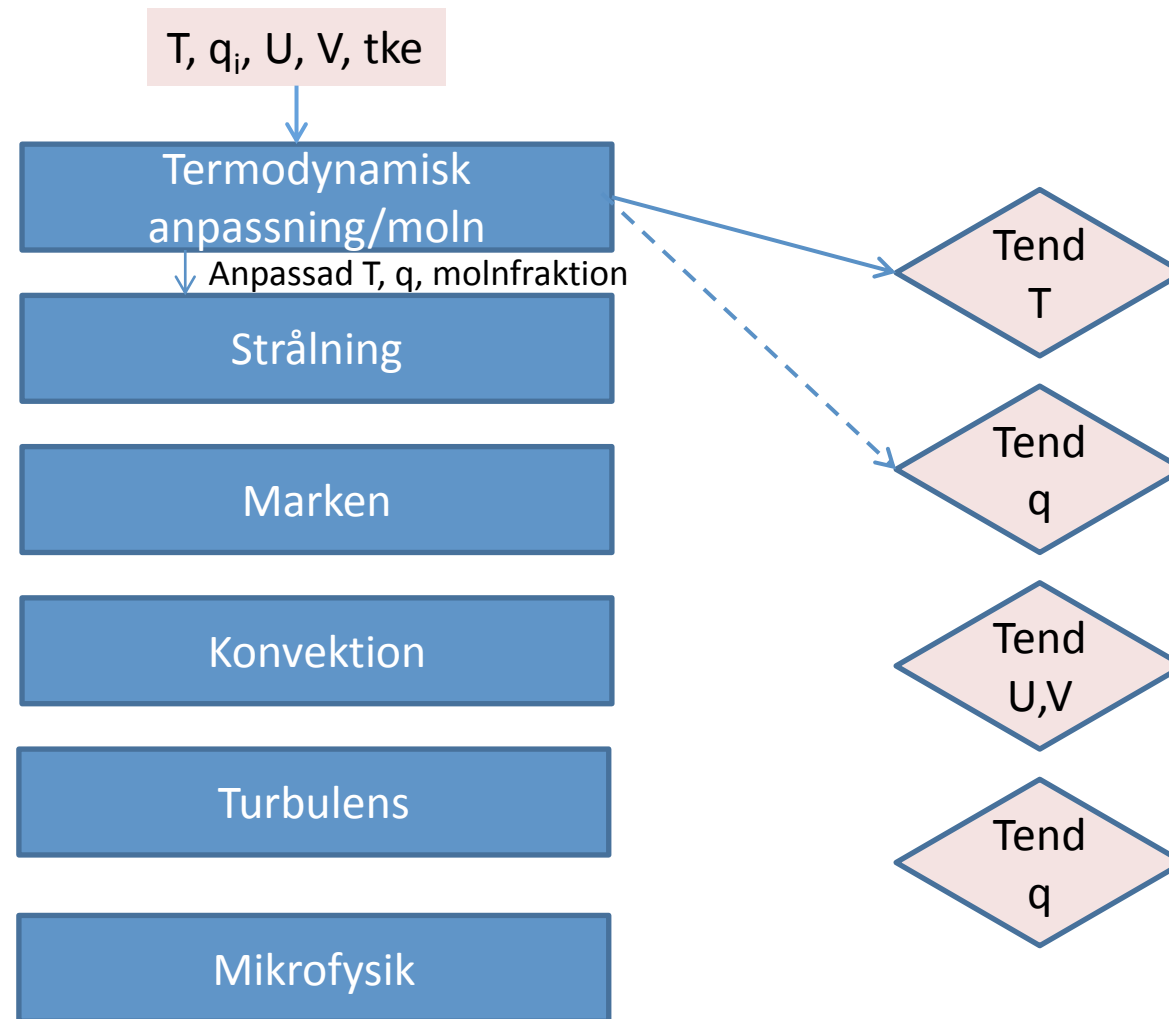 T, qi, U, V, tke
Termodynamisk
anpassning/moln
Anpassad T, q, molnfraktion
Strålning
Marken
Konvektion
Turbulens
Mikrofysik
Tend
T
Tend
q
Tend
U,V
Tend
q